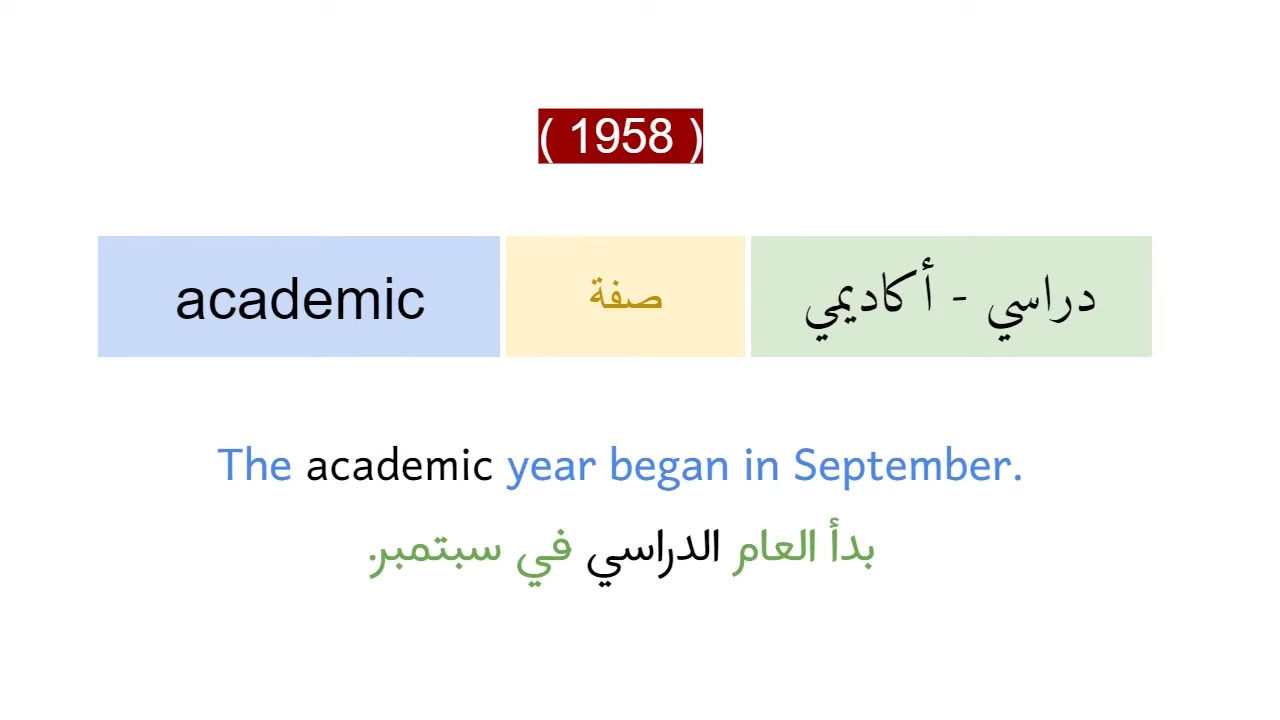 ( 1958 )
academic صفة دراسي - أكاديمي
The academic year began in September.
بدأ العام الدراسي في سبتمبر.